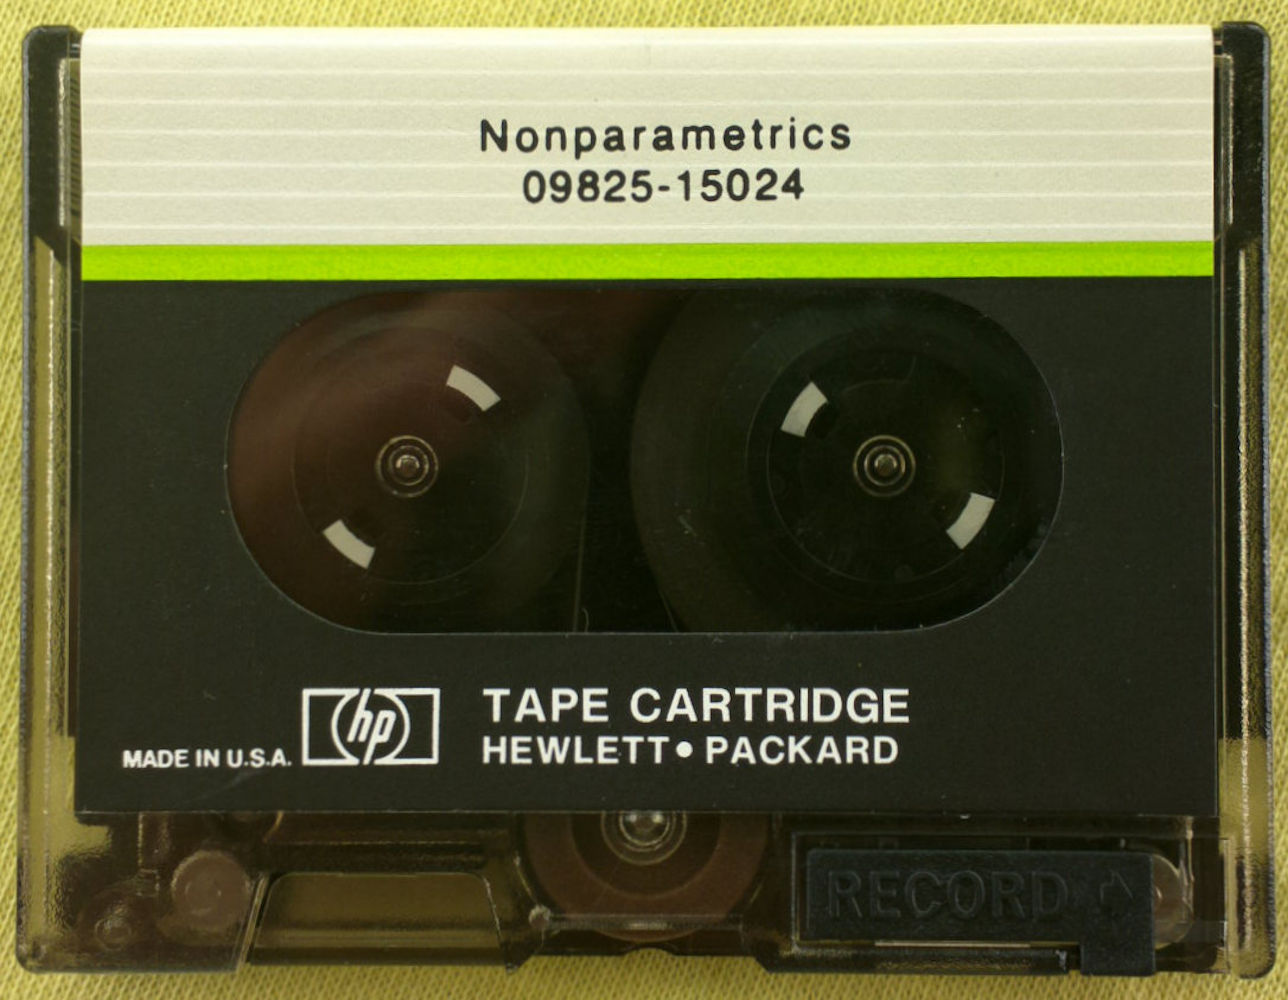 Nonparametrics
09825-15024
hp
TAPE CARTRIDGE
HEWLETT•PACKARD
MADE IN U.S.A.
RECORD